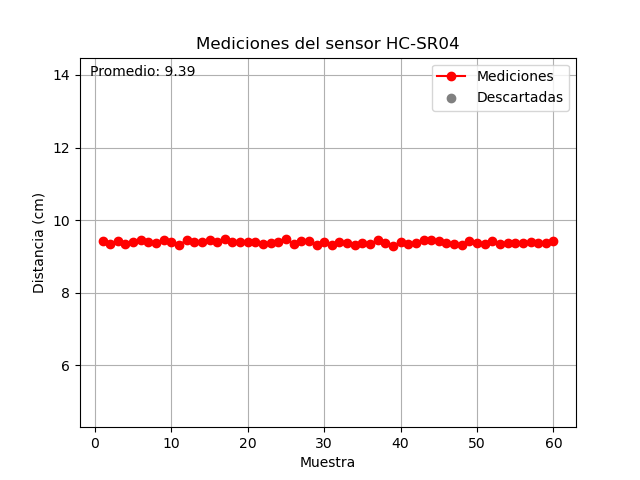 Mediciones del sensor HC-SR04
Promedio: 9.39
Mediciones
Descartadas
14
12
10
8
6
Distancia (cm)
0 10 20 30 40 50 60
Muestra